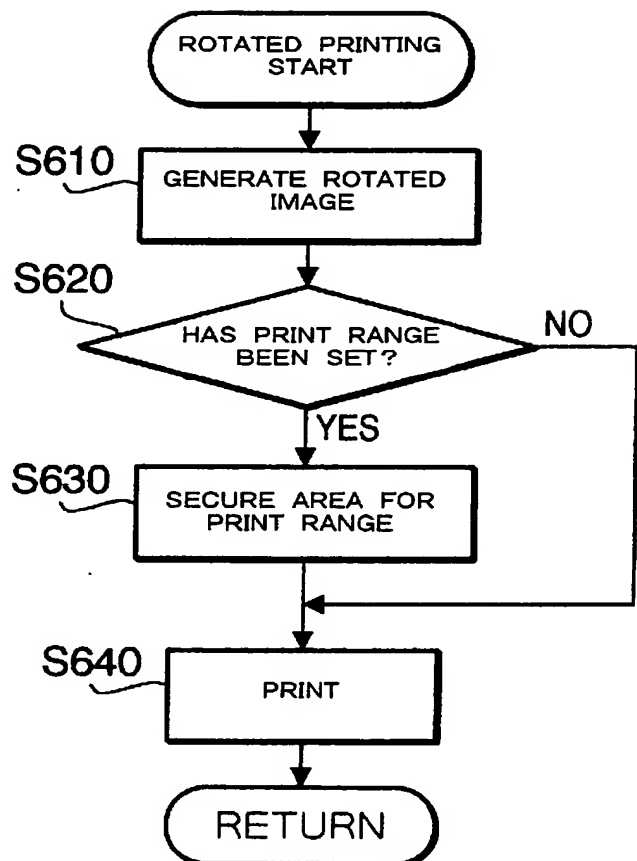 ROTATED PRINTING
START
S610
GENERATE ROTATED
IMAGE
S620
HAS PRINT RANGE
BEEN SET?
NO
YES
S630
SECURE AREA FOR
PRINT RANGE
S640
PRINT
RETURN